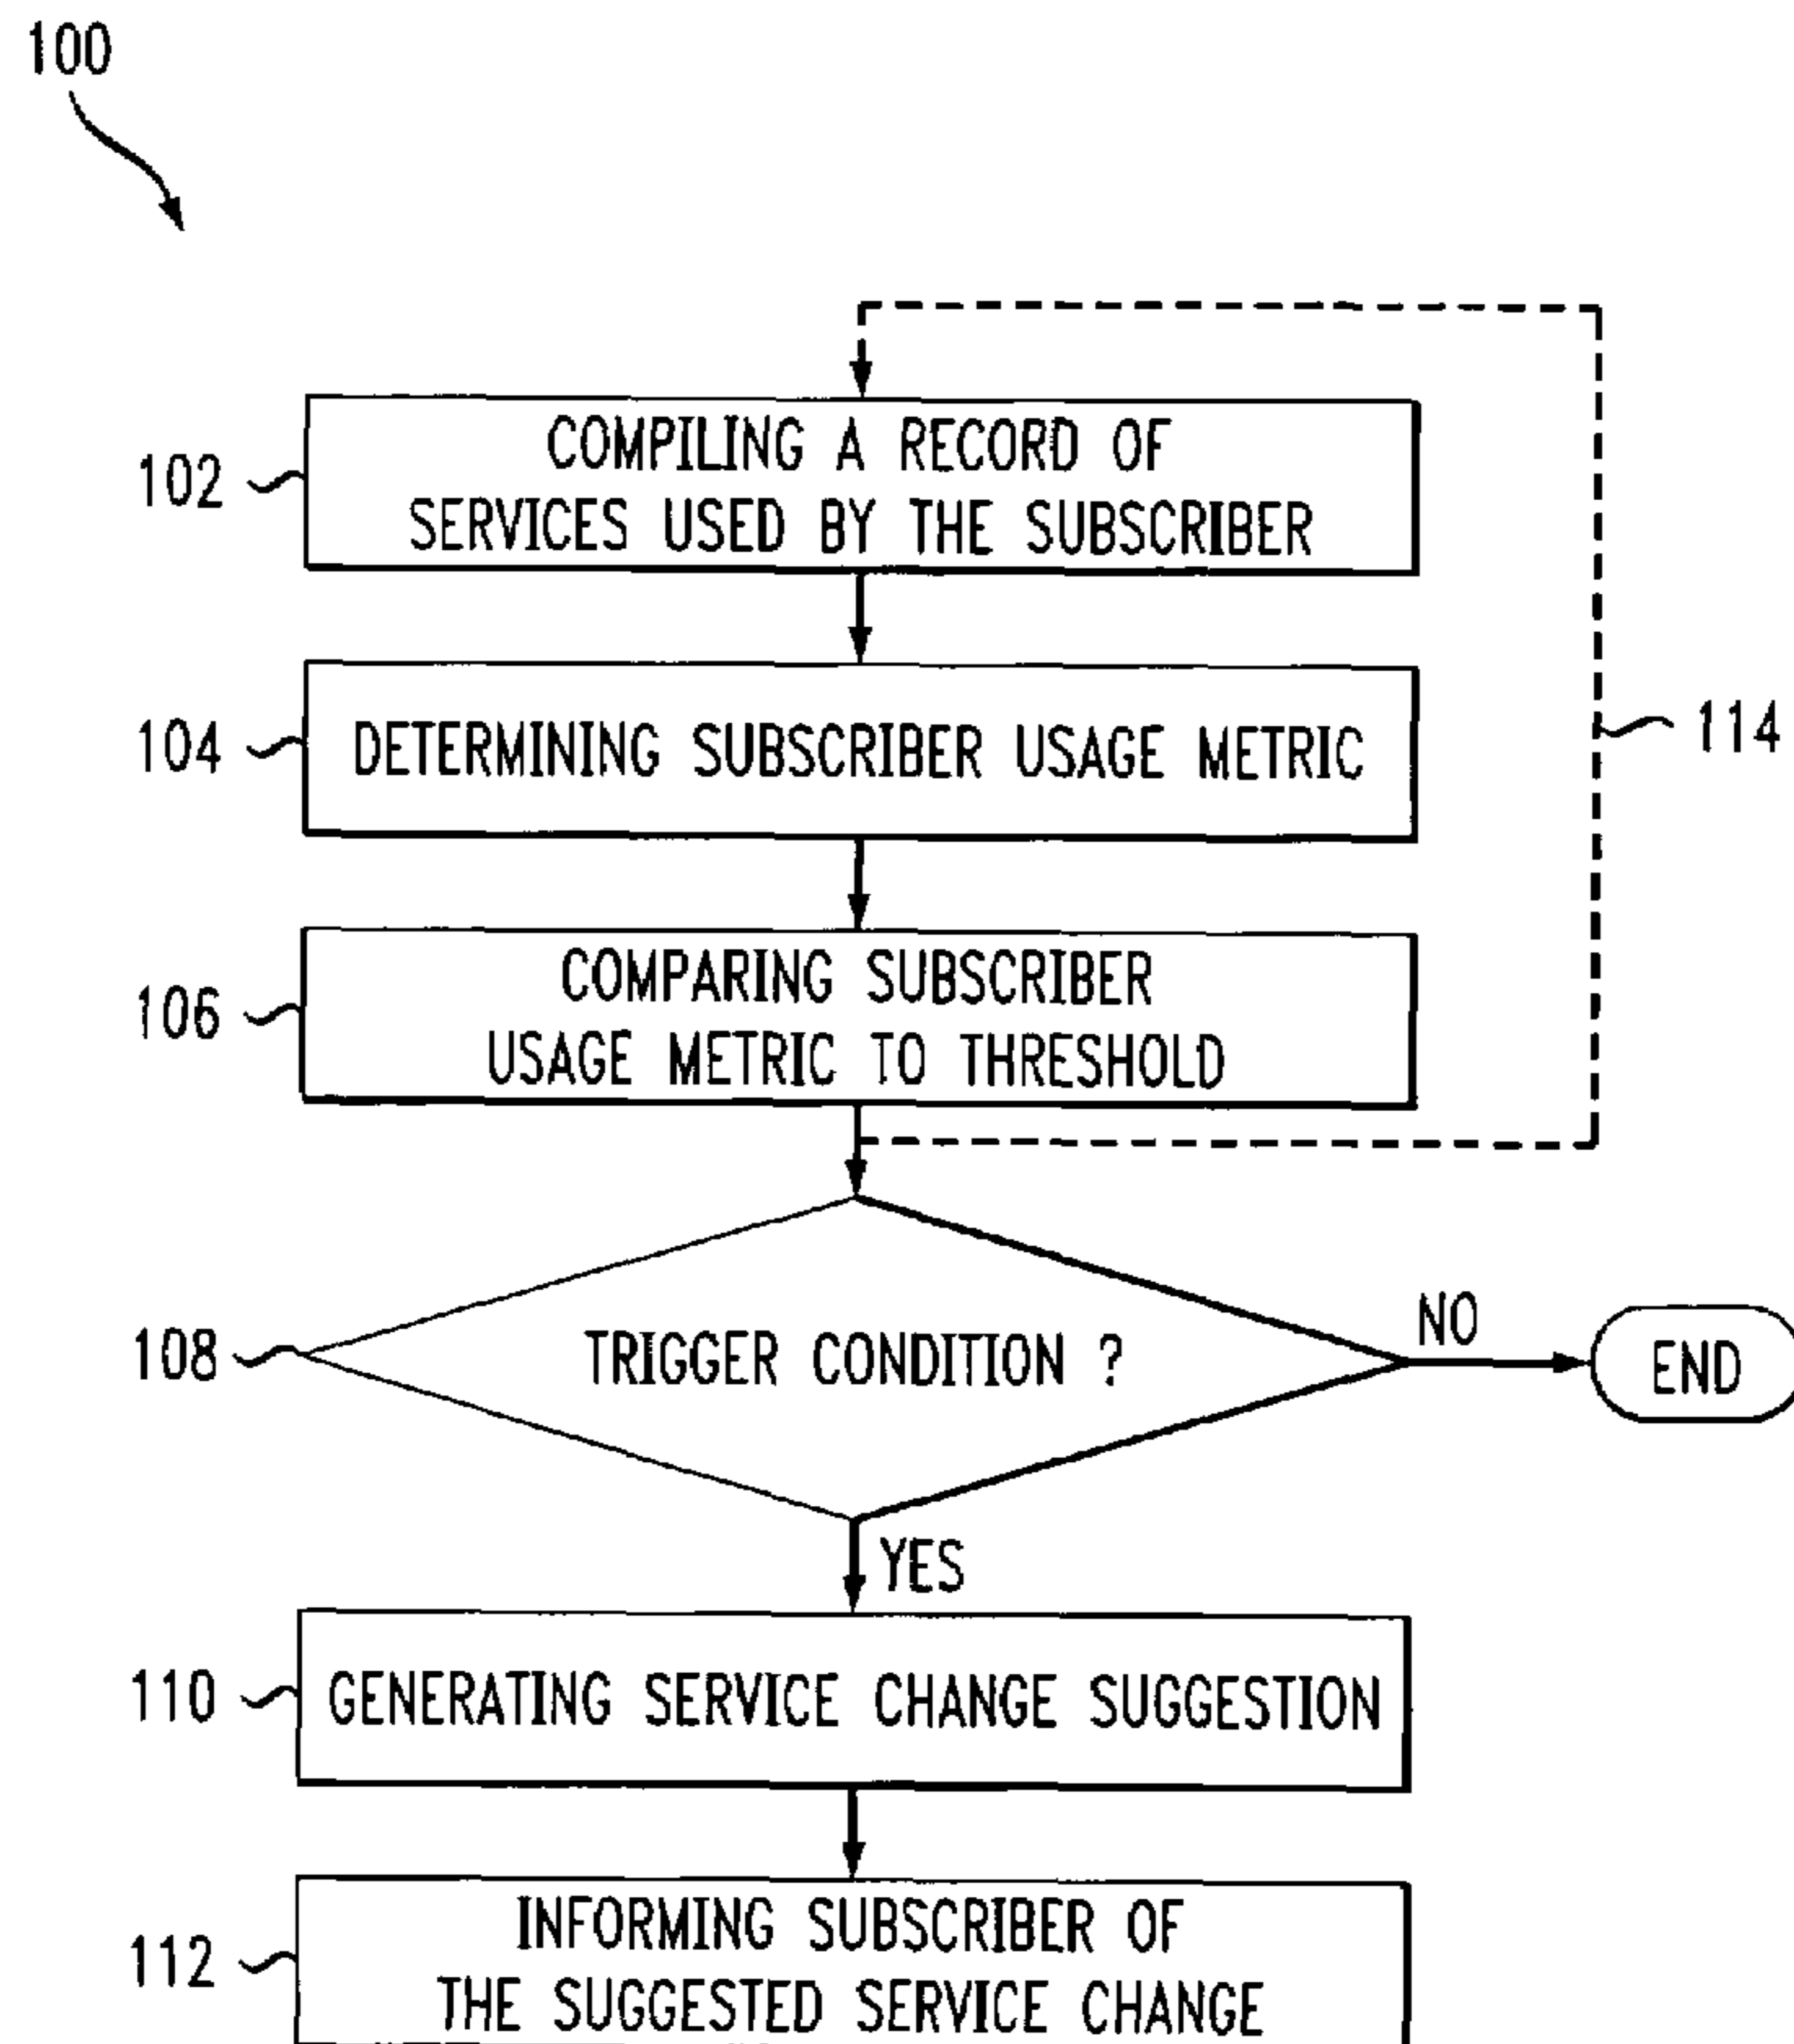 100
COMPILING A RECORD OF
SERVICES USED BY THE SUBSCRIBER
102
DETERMINING SUBSCRIBER USAGE METRIC
104
114
COMPARING SUBSCRIBER
USAGE METRIC TO THRESHOLD
106
TRIGGER CONDITION ?
108
NO
END
YES
GENERATING SERVICE CHANGE SUGGESTION
110
INFORMING SUBSCRIBER OF
THE SUGGESTED SERVICE CHANGE
112